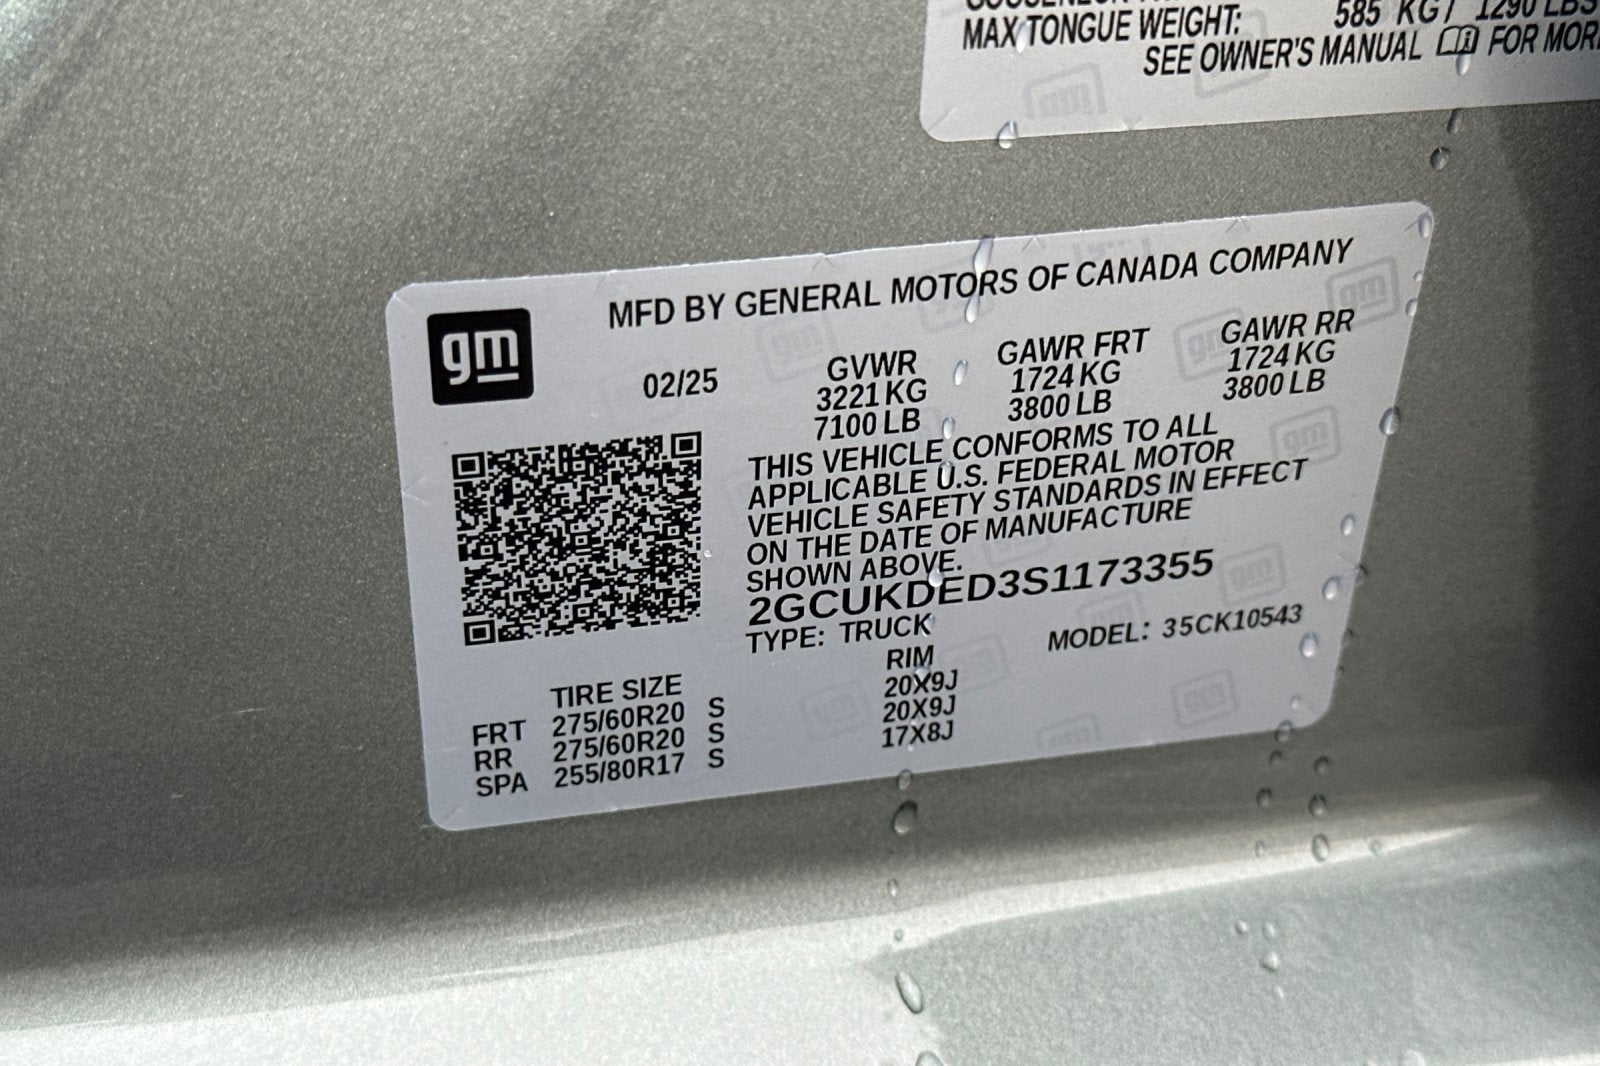 MAX TONGUE WEIGHT: 585 KG / 1290 LBS
SEE OWNER'S MANUAL FOR MORE
gm
MFD BY GENERAL MOTORS OF CANADA COMPANY
02/25 GVWR GAWR FRT GAWR RR
3221 KG 1724 KG 1724 KG
7100 LB 3800 LB 3800 LB
THIS VEHICLE CONFORMS TO ALL
APPLICABLE U.S. FEDERAL MOTOR
VEHICLE SAFETY STANDARDS IN EFFECT
ON THE DATE OF MANUFACTURE
SHOWN ABOVE.
2GCUKDED3S1173355
TYPE: TRUCK MODEL: 35CK10543
TIRE SIZE RIM
FRT 275/60R20 S 20X9J
RR 275/60R20 S 20X9J
SPA 255/80R17 S 17X8J